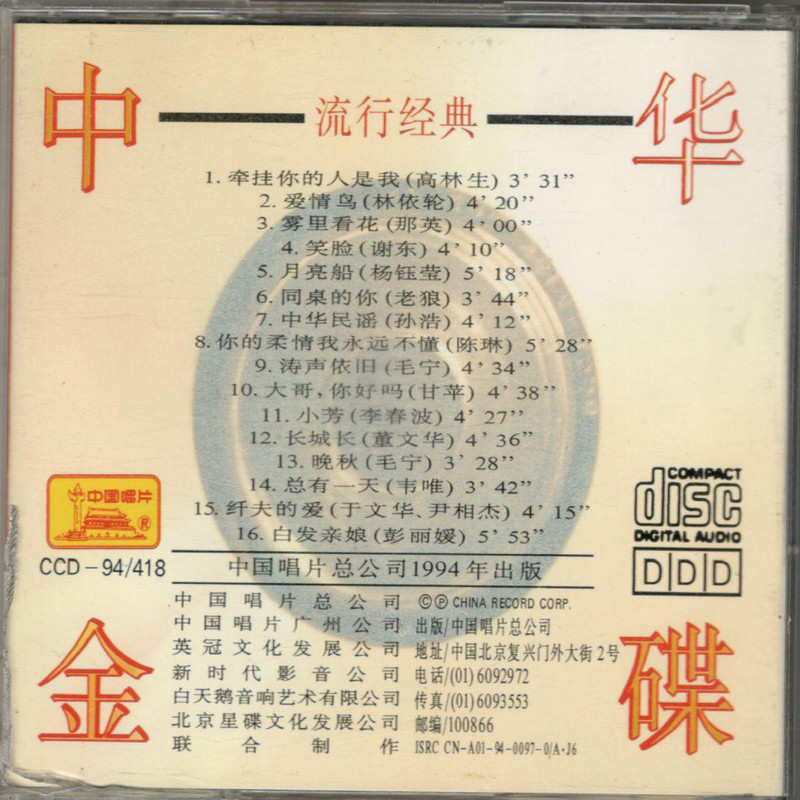 中华
流行经典
1. 牵挂你的人是我(高林生) 3’31”
2. 爱情鸟(林依轮) 4’20”
3. 雾里看花(那英) 4’00”
4. 笑脸(谢东) 4’10”
5. 月亮船(杨钰莹) 5’18”
6. 同桌的你(老狼) 3’44”
7. 中华民谣(孙浩) 4’12”
8. 你的柔情我永远不懂(陈琳) 5’28”
9. 涛声依旧(毛宁) 4’34”
10. 大哥,你好吗(甘苹) 4’38”
11. 小芳(李春波) 4’27”
12. 长城长(董文华) 4’36”
13. 晚秋(毛宁) 3’28”
14. 总有一天(韦唯) 3’42”
15. 纤夫的爱(于文华、尹相杰) 4’15”
16. 白发亲娘(彭丽媛) 5’53”
中国唱片
®
CCD-94/418
COMPACT
disc
DIGITAL AUDIO
DDD
中国唱片总公司1994年出版
中国唱片总公司
中国唱片广州公司
英冠文化发展公司
新时代影音公司
白天鹅音响艺术有限公司
北京星碟文化发展公司
联合制作
©℗ CHINA RECORD CORP.
出版/中国唱片总公司
地址/中国北京复兴门外大街2号
电话/(01)6092972
传真/(01)6093553
邮编/100866
ISRC CN-A01-94-0097-0/A·J6
金碟